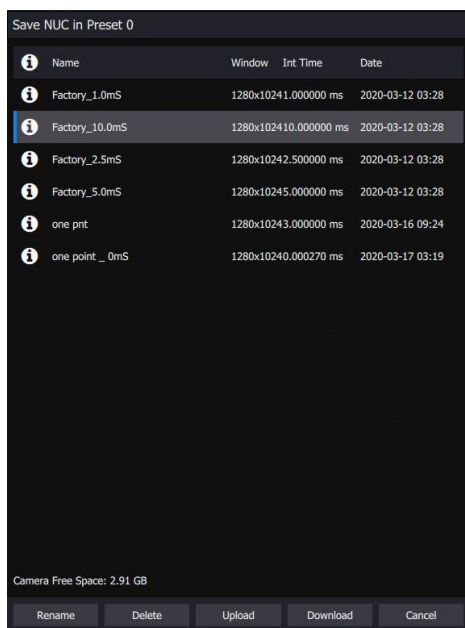 Save NUC in Preset 0
Name Window Int Time Date
Factory_1.0mS 1280x10241.000000 ms 2020-03-12 03:28
Factory_10.0mS 1280x102410.000000 ms 2020-03-12 03:28
Factory_2.5mS 1280x10242.500000 ms 2020-03-12 03:28
Factory_5.0mS 1280x10245.000000 ms 2020-03-12 03:28
one pnt 1280x10243.000000 ms 2020-03-16 09:24
one point _ 0mS 1280x10240.000270 ms 2020-03-17 03:19
Camera Free Space: 2.91 GB
Rename Delete Upload Download Cancel